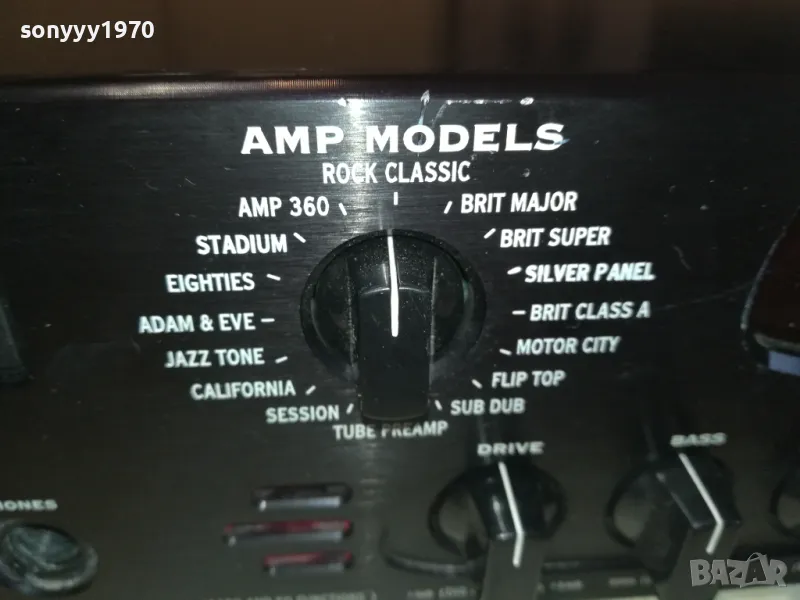 sonyyy1970
AMP MODELS
ROCK CLASSIC
AMP 360
BRIT MAJOR
STADIUM
BRIT SUPER
EIGHTIES
SILVER PANEL
ADAM & EVE
BRIT CLASS A
JAZZ TONE
MOTOR CITY
CALIFORNIA
FLIP TOP
SESSION
SUB DUB
TUBE PREAMP
DRIVE
BASS
BAZAR